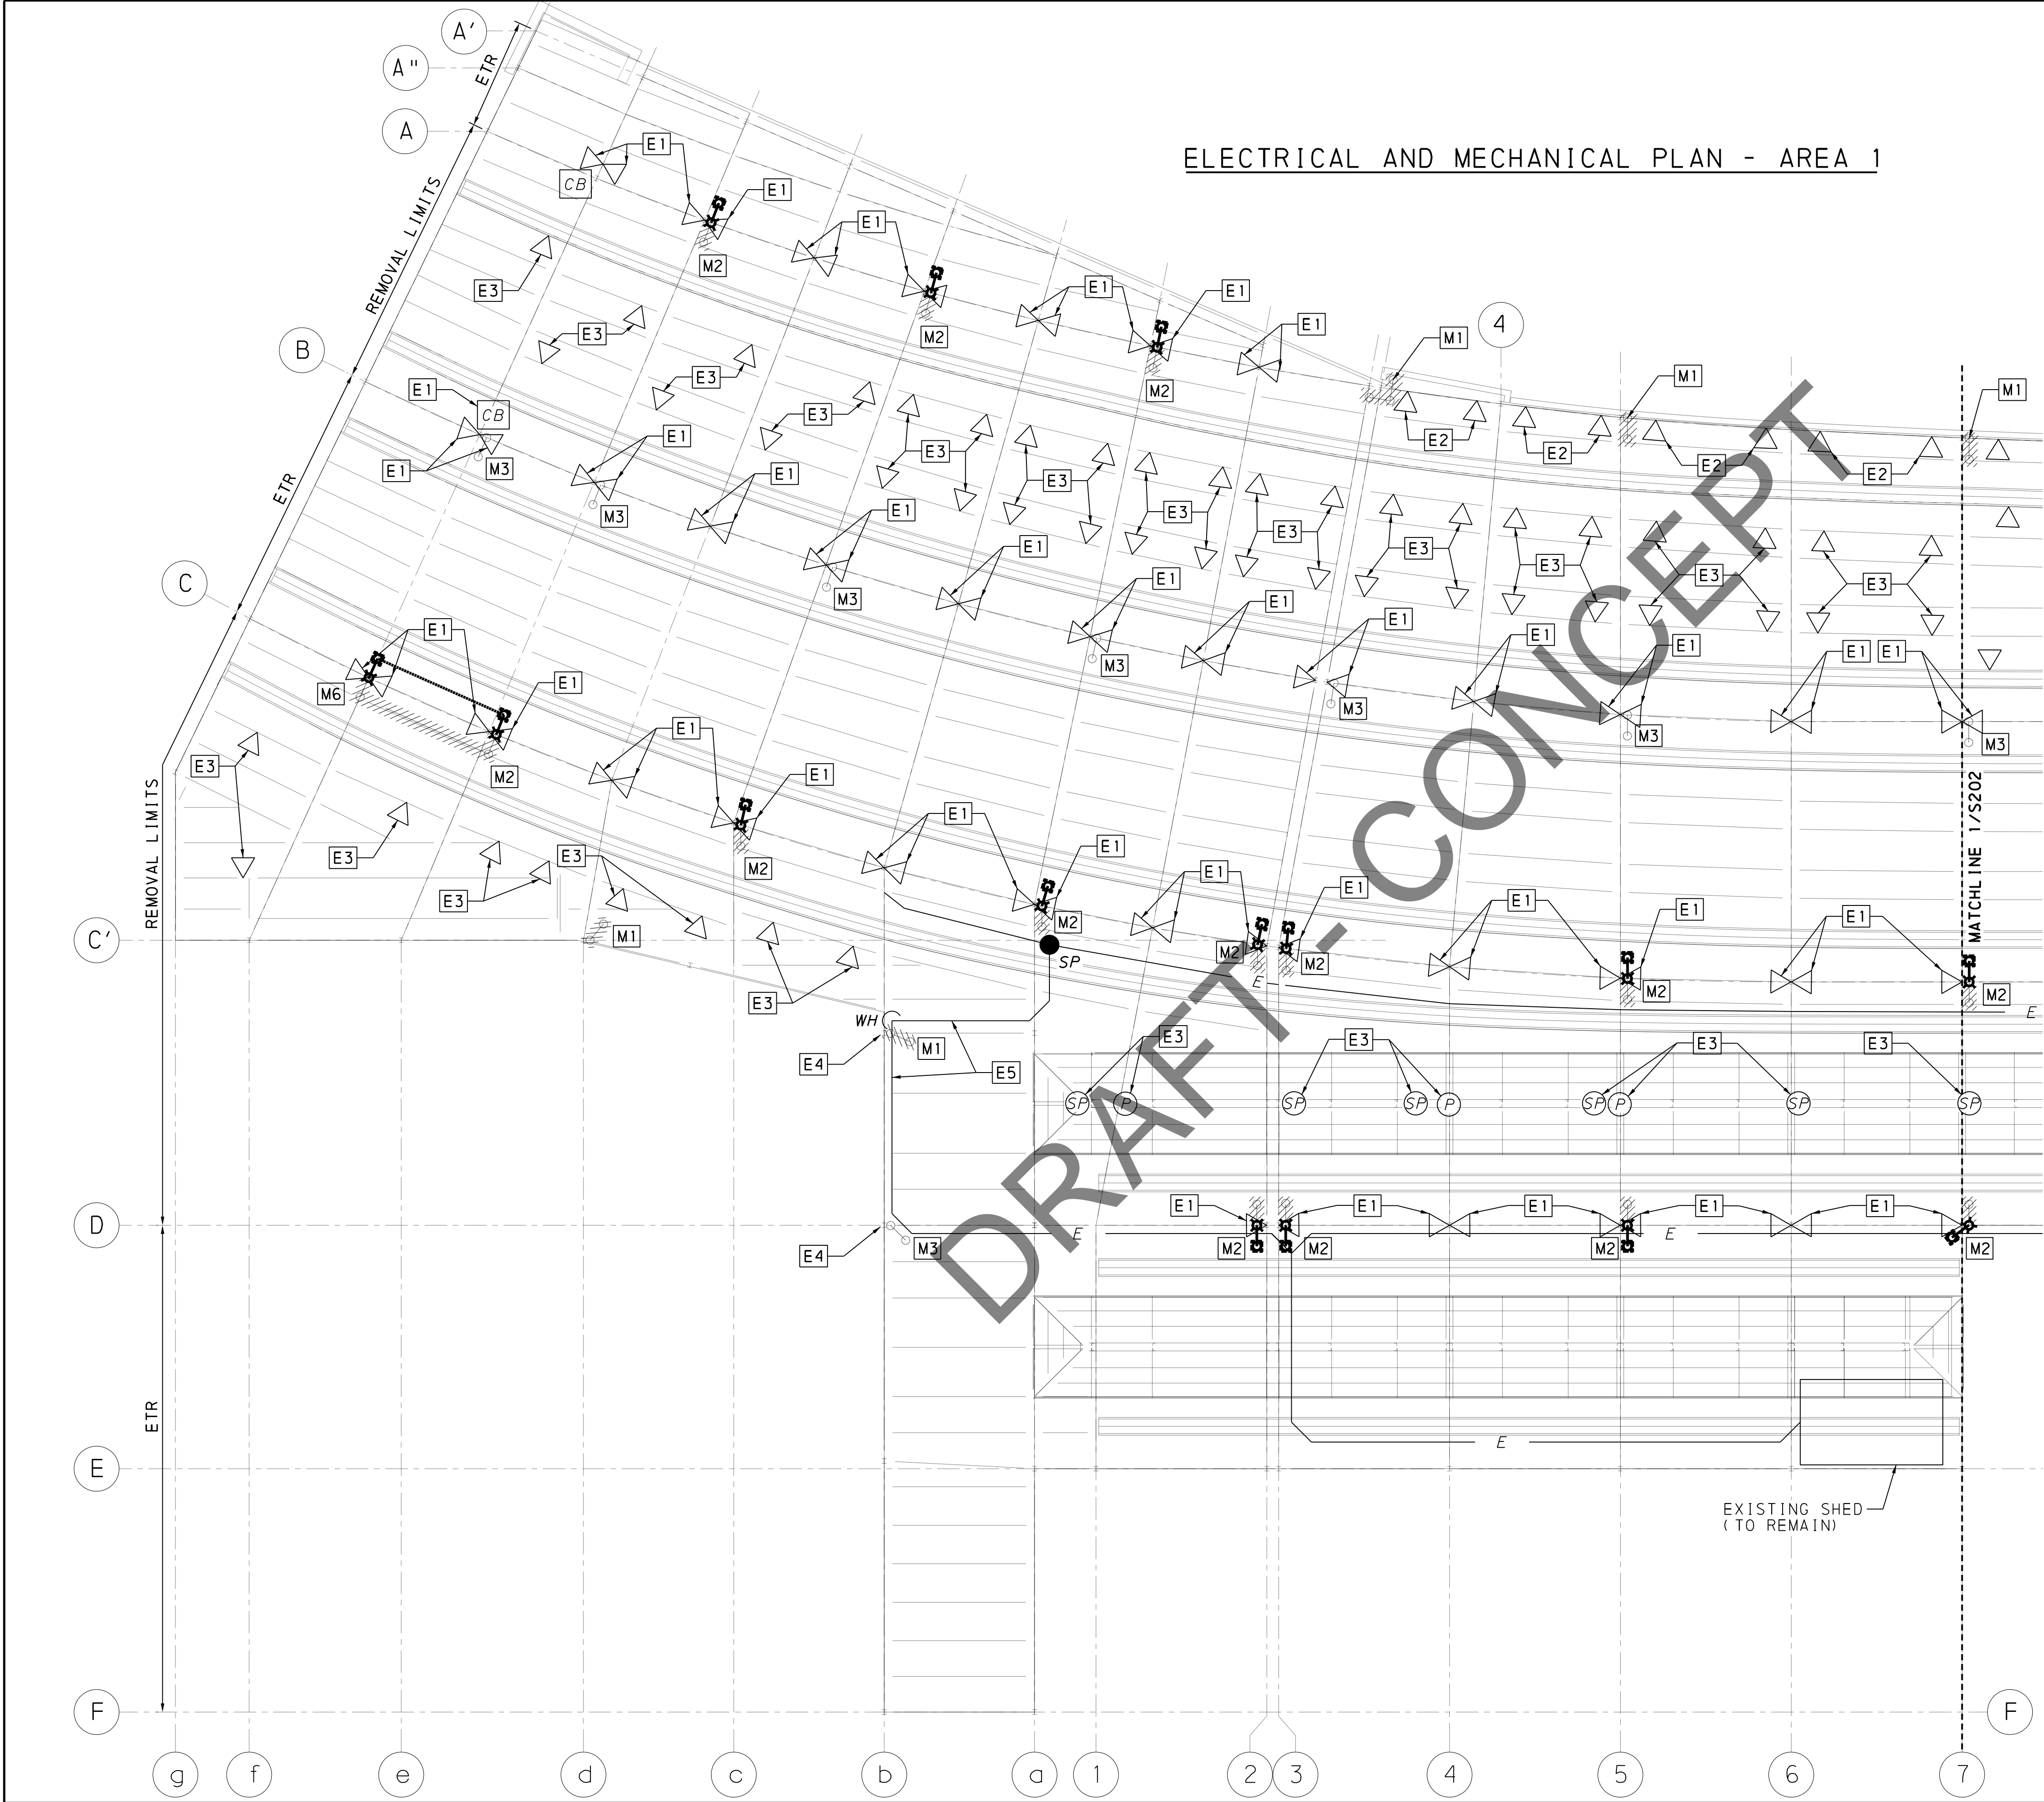 A'
ETR
A"
A
ELECTRICAL AND MECHANICAL PLAN - AREA 1
E1
CB
E1
REMOVAL LIMITS
E1
M2
E3
E1
E1
E1
4
E1
M2
E3
M1
B
M2
M1
M1
E3
E1
CB
E3
E2
E2
E2
E2
E1
E1
M3
E3
E3
E3
E1
ETR
M3
E1
E3
E3
E3
E3
E3
E3
E1
M3
C
E1
E1
M3
E1
E1
M3
E1
E1
E1
E1
E1
M3
M3
M6
E1
E1
E3
M2
E1
MATCHLINE 1/S202
REMOVAL LIMITS
E1
E3
E3
M2
E1
E1
E3
E1
E1
E1
E1
E1
M2
C'
M1
M2
M2
SP
E
M2
M2
E3
WH
E
M1
E4
E3
E3
E3
E3
E5
SP
P
SP
SP
P
SP
P
SP
SP
E1
E1
E1
E1
E1
D
E
E
E4
M3
M2
M2
M2
M2
DRAFT - CONCEPT
ETR
E
E
EXISTING SHED
(TO REMAIN)
F
F
g
f
e
d
c
b
a
1
2
3
4
5
6
7